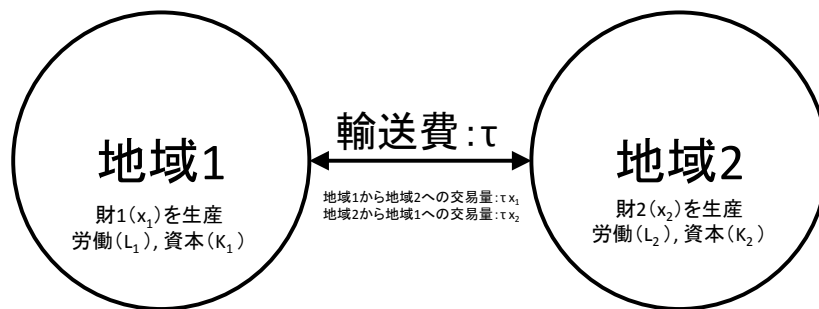 地域1
財1(x₁)を生産
労働(L₁), 資本(K₁)
輸送費:τ
地域1から地域2への交易量:τx₁
地域2から地域1への交易量:τx₂
地域2
財2(x₂)を生産
労働(L₂), 資本(K₂)